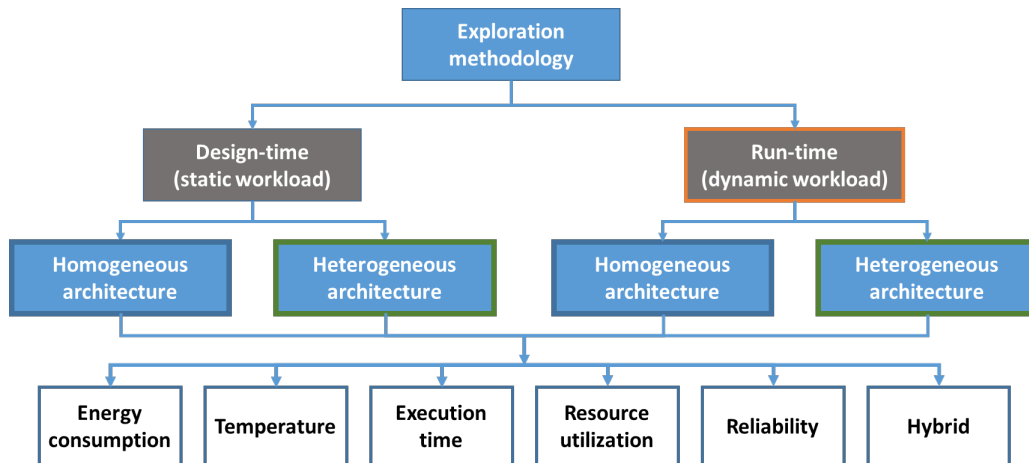 Exploration
methodology
Design-time
(static workload)
Run-time
(dynamic workload)
Homogeneous
architecture
Heterogeneous
architecture
Homogeneous
architecture
Heterogeneous
architecture
Energy
consumption
Temperature
Execution
time
Resource
utilization
Reliability
Hybrid